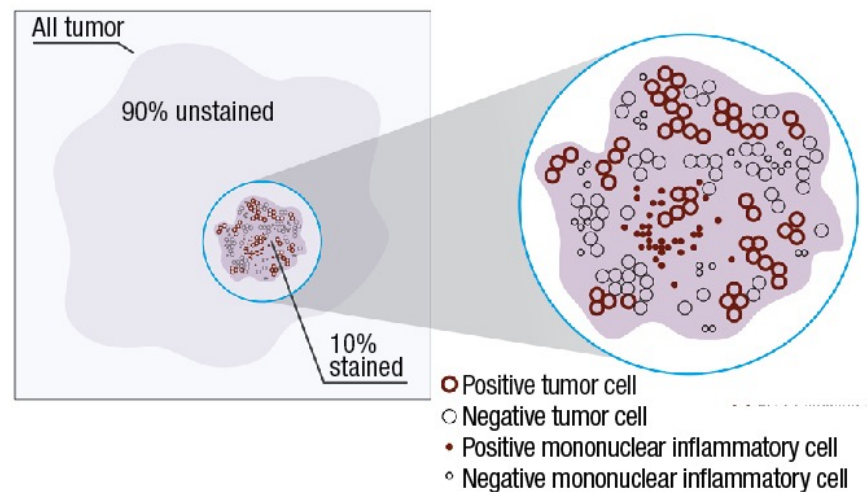 All tumor
90% unstained
10%
stained
Positive tumor cell
Negative tumor cell
Positive mononuclear inflammatory cell
Negative mononuclear inflammatory cell